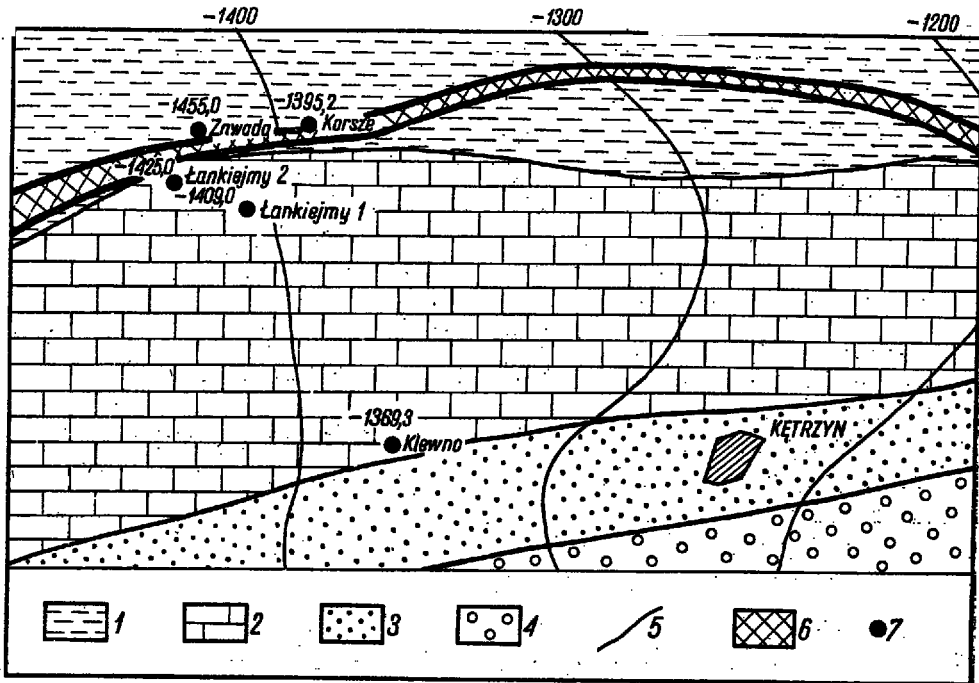 -1400
-1300
-1200
-1455,0
Znwada
-1395,2
Korsze
-1425,0
Łankiejmy 2
-1409,0
Łankiejmy 1
-1369,3
Klewno
KĘTRZYN
1 2 3 4 5 6 7